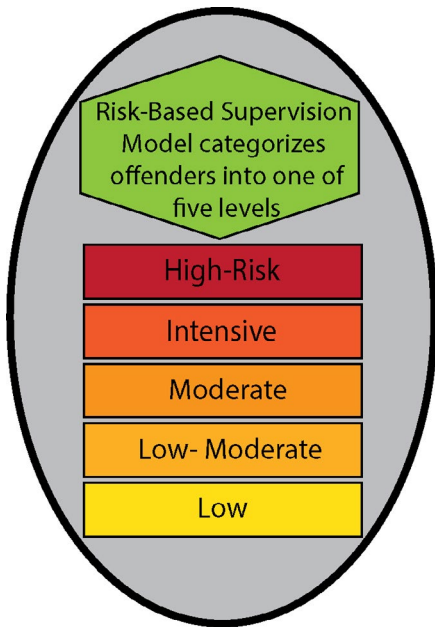 Risk-Based Supervision
Model categorizes
offenders into one of
five levels
High-Risk
Intensive
Moderate
Low- Moderate
Low